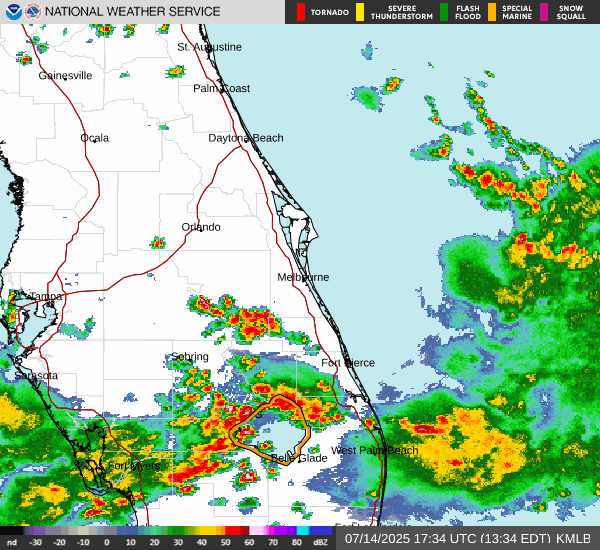 NATIONAL WEATHER SERVICE
TORNADO
SEVERE THUNDERSTORM
FLASH FLOOD
SPECIAL MARINE
SNOW SQUALL
St. Augustine
Gainesville
Palm Coast
Ocala
Daytona Beach
Orlando
Melbourne
Tampa
Sebring
Fort Pierce
Sarasota
West Palm Beach
Belle Glade
Fort Myers
nd -30 -20 -10 0 10 20 30 40 50 60 70 80 dBZ
07/14/2025 17:34 UTC (13:34 EDT) KMLB